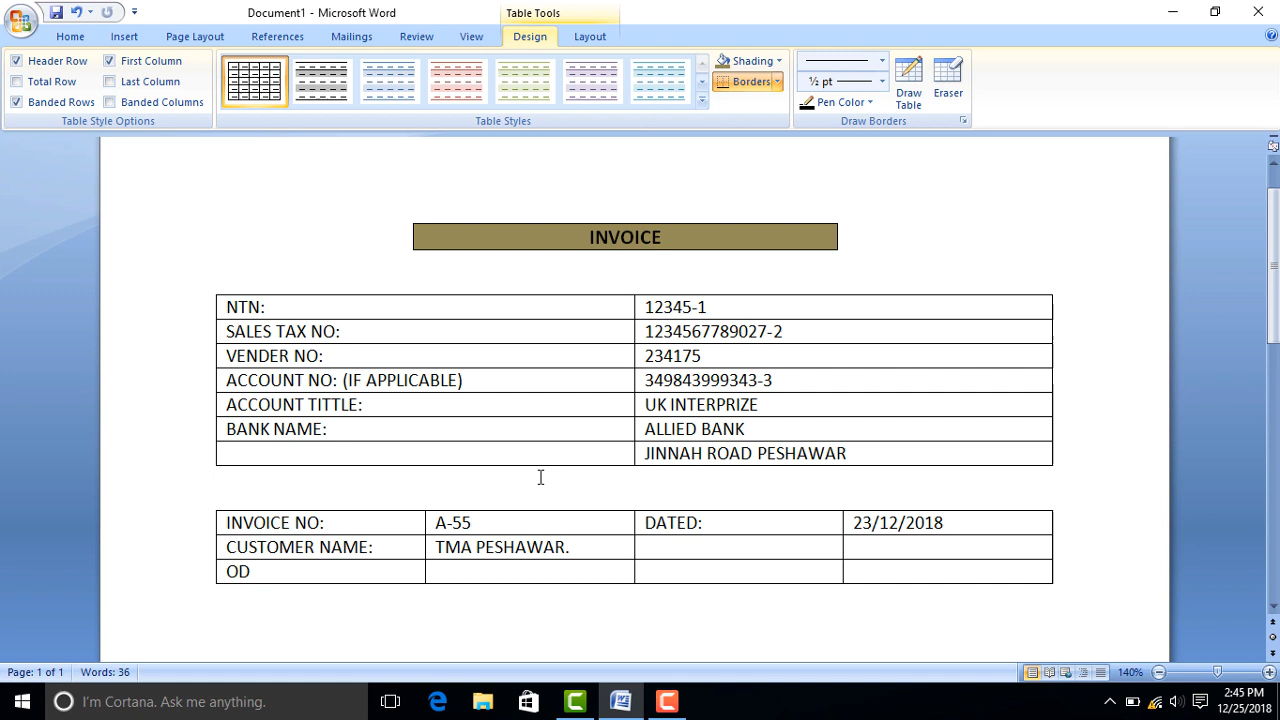 Document1 - Microsoft Word
Table Tools
Home Insert Page Layout References Mailings Review View Design Layout
Header Row First Column
Total Row Last Column
Banded Rows Banded Columns
Table Style Options
Table Styles
Shading
Borders
½ pt
Pen Color
Draw Table
Eraser
Draw Borders
INVOICE
NTN: 12345-1
SALES TAX NO: 1234567789027-2
VENDER NO: 234175
ACCOUNT NO: (IF APPLICABLE) 349843999343-3
ACCOUNT TITTLE: UK INTERPRIZE
BANK NAME: ALLIED BANK
JINNAH ROAD PESHAWAR
INVOICE NO: A-55 DATED: 23/12/2018
CUSTOMER NAME: TMA PESHAWAR.
OD
Page: 1 of 1 Words: 36 140%
I'm Cortana. Ask me anything.
2:45 PM
12/25/2018